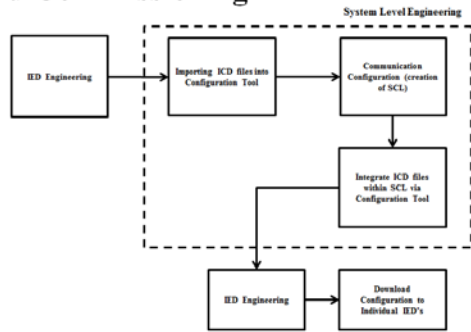 System Level Engineering
IED Engineering
Importing ICD files into
Configuration Tool
Communication
Configuration (creation
of SCL)
Integrate ICD files
within SCL via
Configuration Tool
IED Engineering
Download
Configuration to
Individual IED's